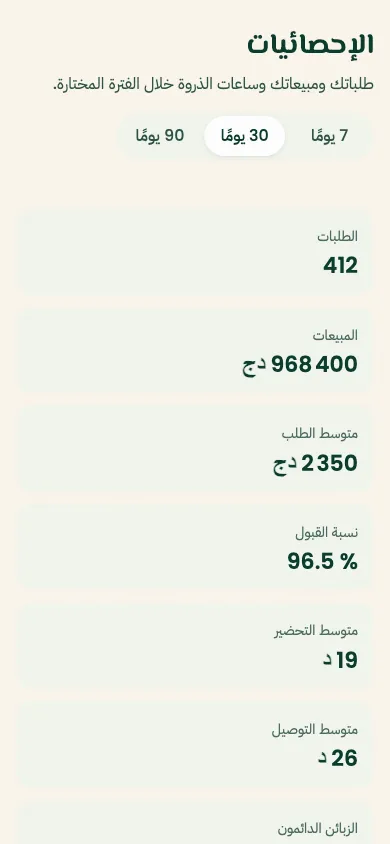 الإحصائيات
طلباتك ومبيعاتك وساعات الذروة خلال الفترة المختارة.
7 يومًا
30 يومًا
90 يومًا
الطلبات
412
المبيعات
968 400 دج
متوسط الطلب
2 350 دج
نسبة القبول
96.5 %
متوسط التحضير
19 د
متوسط التوصيل
26 د
الزبائن الدائمون